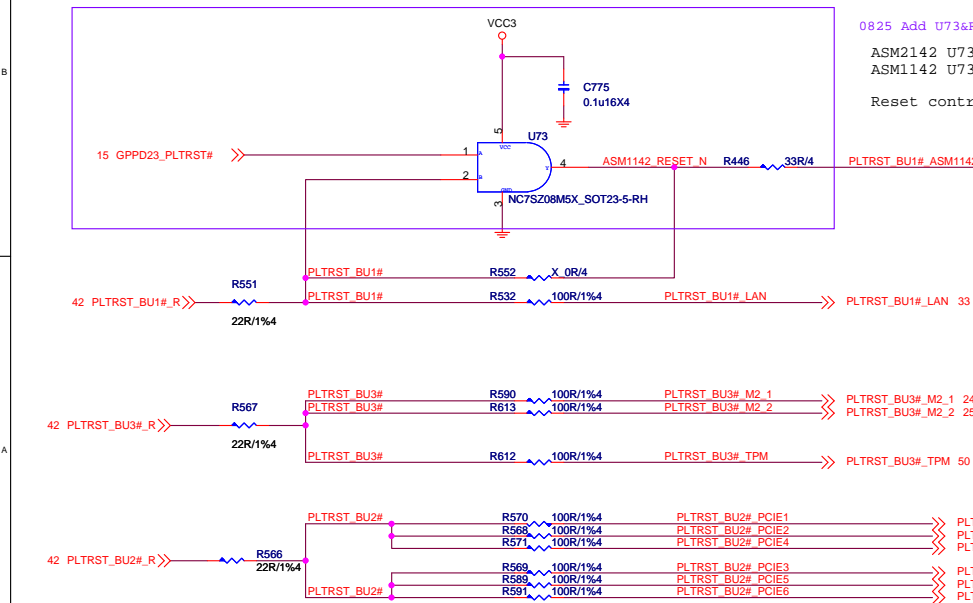 VCC3
0825 Add U73&
B
ASM2142 U73
C775
ASM1142 U73
0.1u16X4
Reset contr
5
U73
VCC
15 GPPD23_PLTRST#
1
A
4
Y
ASM1142_RESET_N
R446
33R/4
PLTRST_BU1#_ASM1142
2
B
GND
3
NC7SZ08M5X_SOT23-5-RH
PLTRST_BU1#
R552
X_0R/4
R551
42 PLTRST_BU1#_R
PLTRST_BU1#
R532
100R/1%4
PLTRST_BU1#_LAN
PLTRST_BU1#_LAN 33
22R/1%4
PLTRST_BU3#
R590
100R/1%4
PLTRST_BU3#_M2_1
PLTRST_BU3#_M2_1 24
R567
PLTRST_BU3#
R613
100R/1%4
PLTRST_BU3#_M2_2
PLTRST_BU3#_M2_2 25
42 PLTRST_BU3#_R
22R/1%4
A
PLTRST_BU3#
R612
100R/1%4
PLTRST_BU3#_TPM
PLTRST_BU3#_TPM 50
PLTRST_BU2#
R570
100R/1%4
PLTRST_BU2#_PCIE1
PLT
R568
100R/1%4
PLTRST_BU2#_PCIE2
PLT
R571
100R/1%4
PLTRST_BU2#_PCIE4
PLT
42 PLTRST_BU2#_R
R566
22R/1%4
R569
100R/1%4
PLTRST_BU2#_PCIE3
PLT
R589
100R/1%4
PLTRST_BU2#_PCIE5
PLT
PLTRST_BU2#
R591
100R/1%4
PLTRST_BU2#_PCIE6
PLT